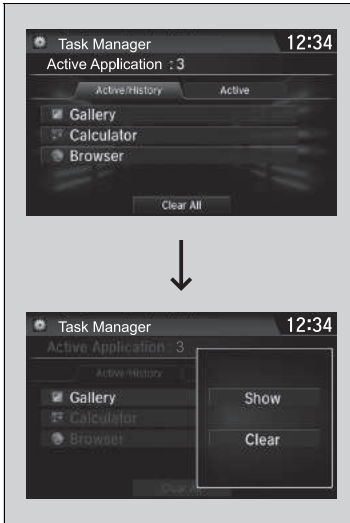 Task Manager 12:34
Active Application : 3
Active/History Active
Gallery
Calculator
Browser
Clear All
Task Manager 12:34
Active Application : 3
Active/History
Gallery Show
Calculator
Browser Clear
Clear All